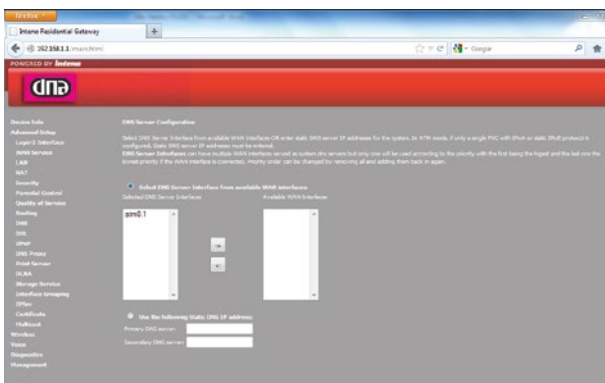 Firefox
Inteno Residential Gateway
192.168.1.1/main.html
Google
POWERED BY Inteno
dna
Device Info
Advanced Setup
Layer2 Interface
WAN Service
LAN
NAT
Security
Parental Control
Quality of Service
Routing
DNS
DSL
UPnP
DNS Proxy
Print Server
DLNA
Storage Service
Interface Grouping
IPSec
Certificate
Multicast
Wireless
Voice
Diagnostics
Management
DNS Server Configuration
Select DNS Server Interface from available WAN interfaces OR enter static DNS server IP addresses for the system. In ATM mode, if only a single PVC with IPoA or static IPoE protocol is
configured, Static DNS server IP addresses must be entered.
DNS Server Interfaces can have multiple WAN interfaces served as system dns servers but only one will be used according to the priority with the first being the higest and the last one the
lowest priority if the WAN interface is connected. Priority order can be changed by removing all and adding them back in again.
Select DNS Server Interface from available WAN interfaces:
Selected DNS Server Interfaces
Available WAN Interfaces
atm0.1
->
<-
Use the following Static DNS IP address:
Primary DNS server:
Secondary DNS server: